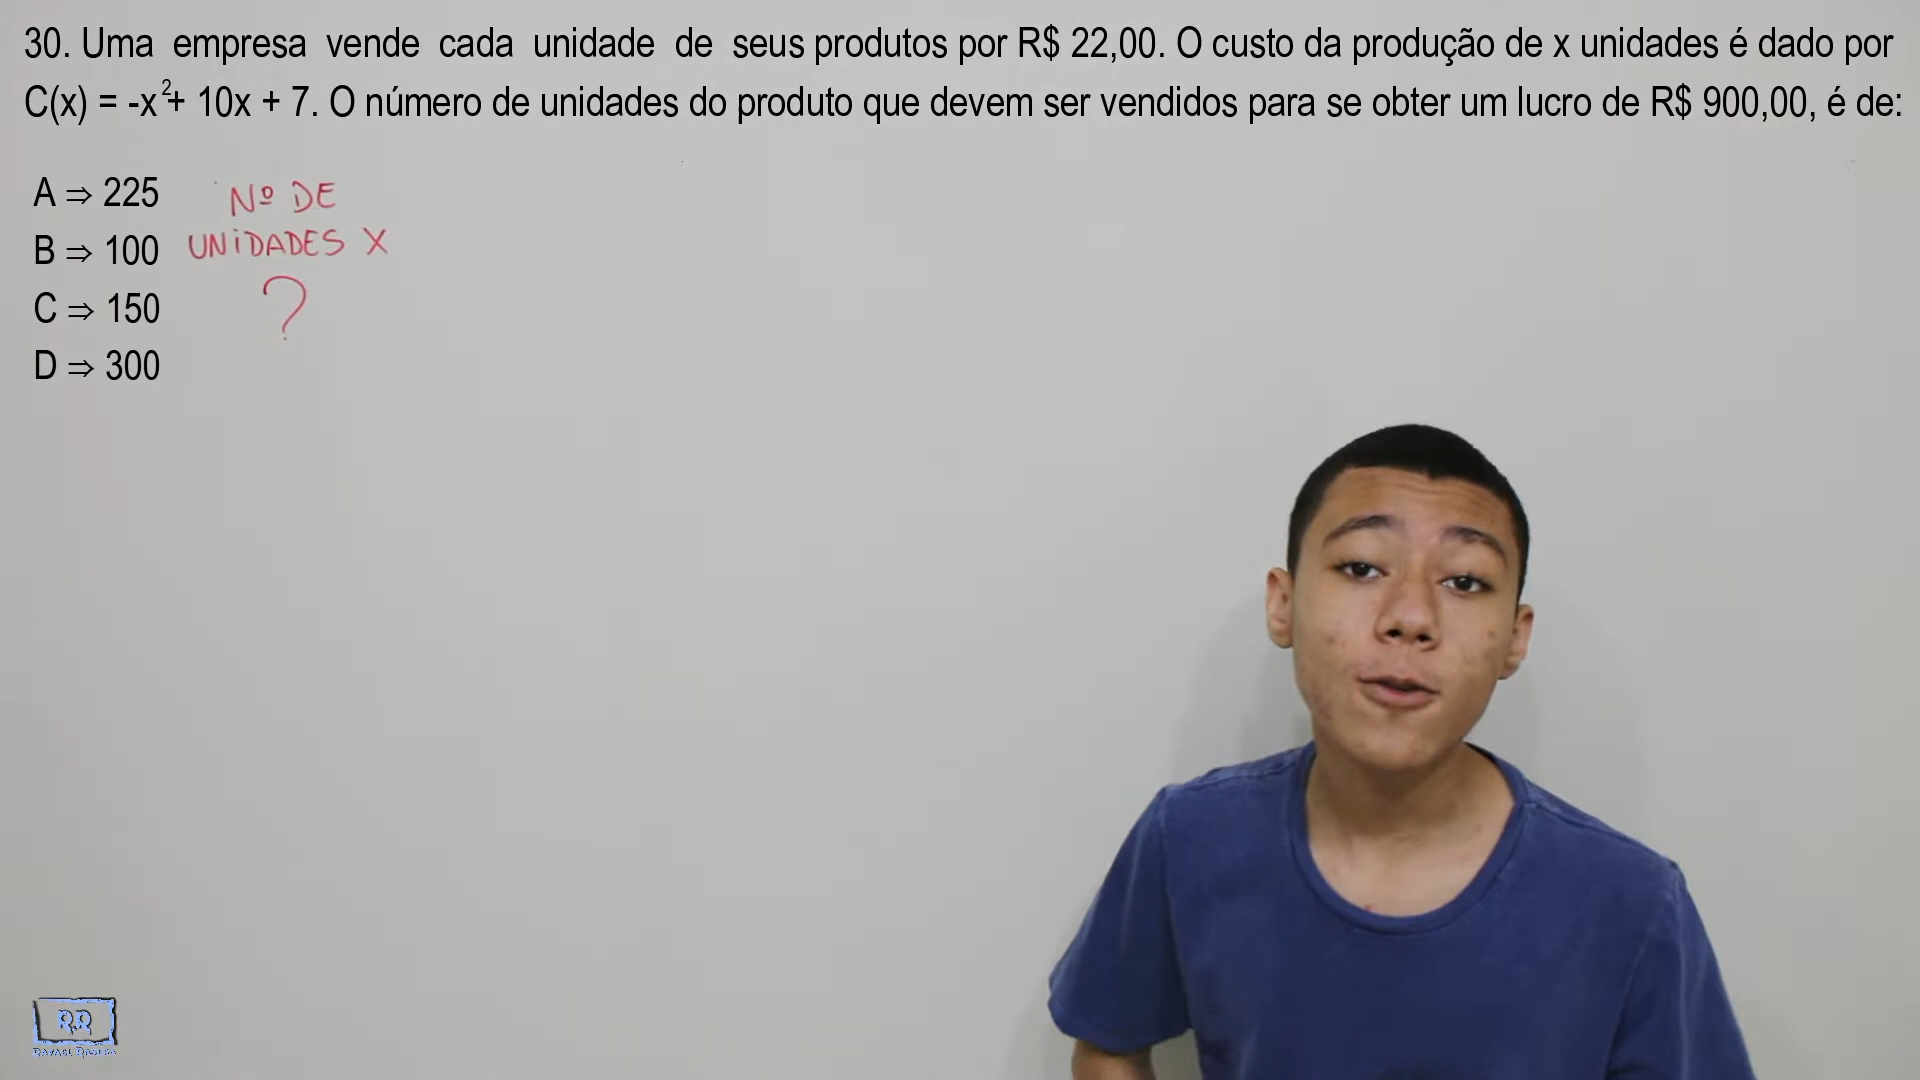 30. Uma empresa vende cada unidade de seus produtos por R$ 22,00. O custo da produção de x unidades é dado por
C(x) = -x²+ 10x + 7. O número de unidades do produto que devem ser vendidos para se obter um lucro de R$ 900,00, é de:
A ⇒ 225
B ⇒ 100
C ⇒ 150
D ⇒ 300
Nº DE
UNiDADES X
?
RR